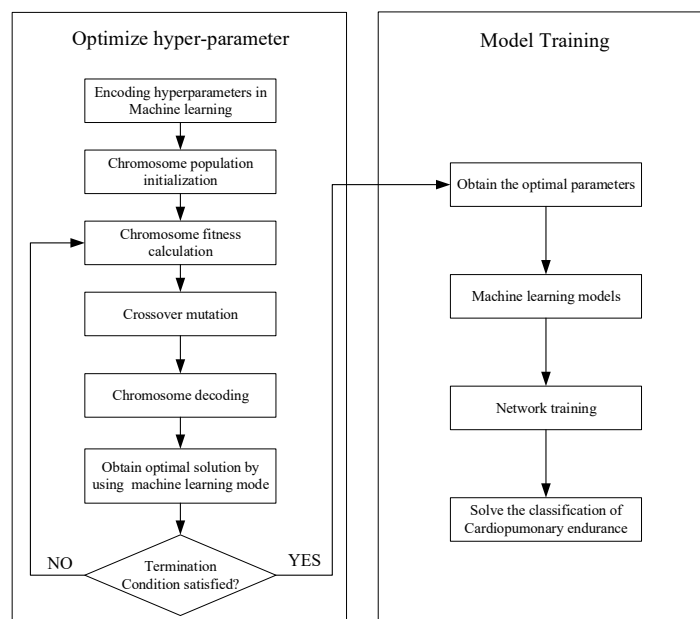 Optimize hyper-parameter
Encoding hyperparameters in
Machine learning
Chromosome population
initialization
Chromosome fitness
calculation
Crossover mutation
Chromosome decoding
Obtain optimal solution by
using machine learning mode
NO
Termination
Condition satisfied?
YES
Model Training
Obtain the optimal parameters
Machine learning models
Network training
Solve the classification of
Cardiopumonary endurance